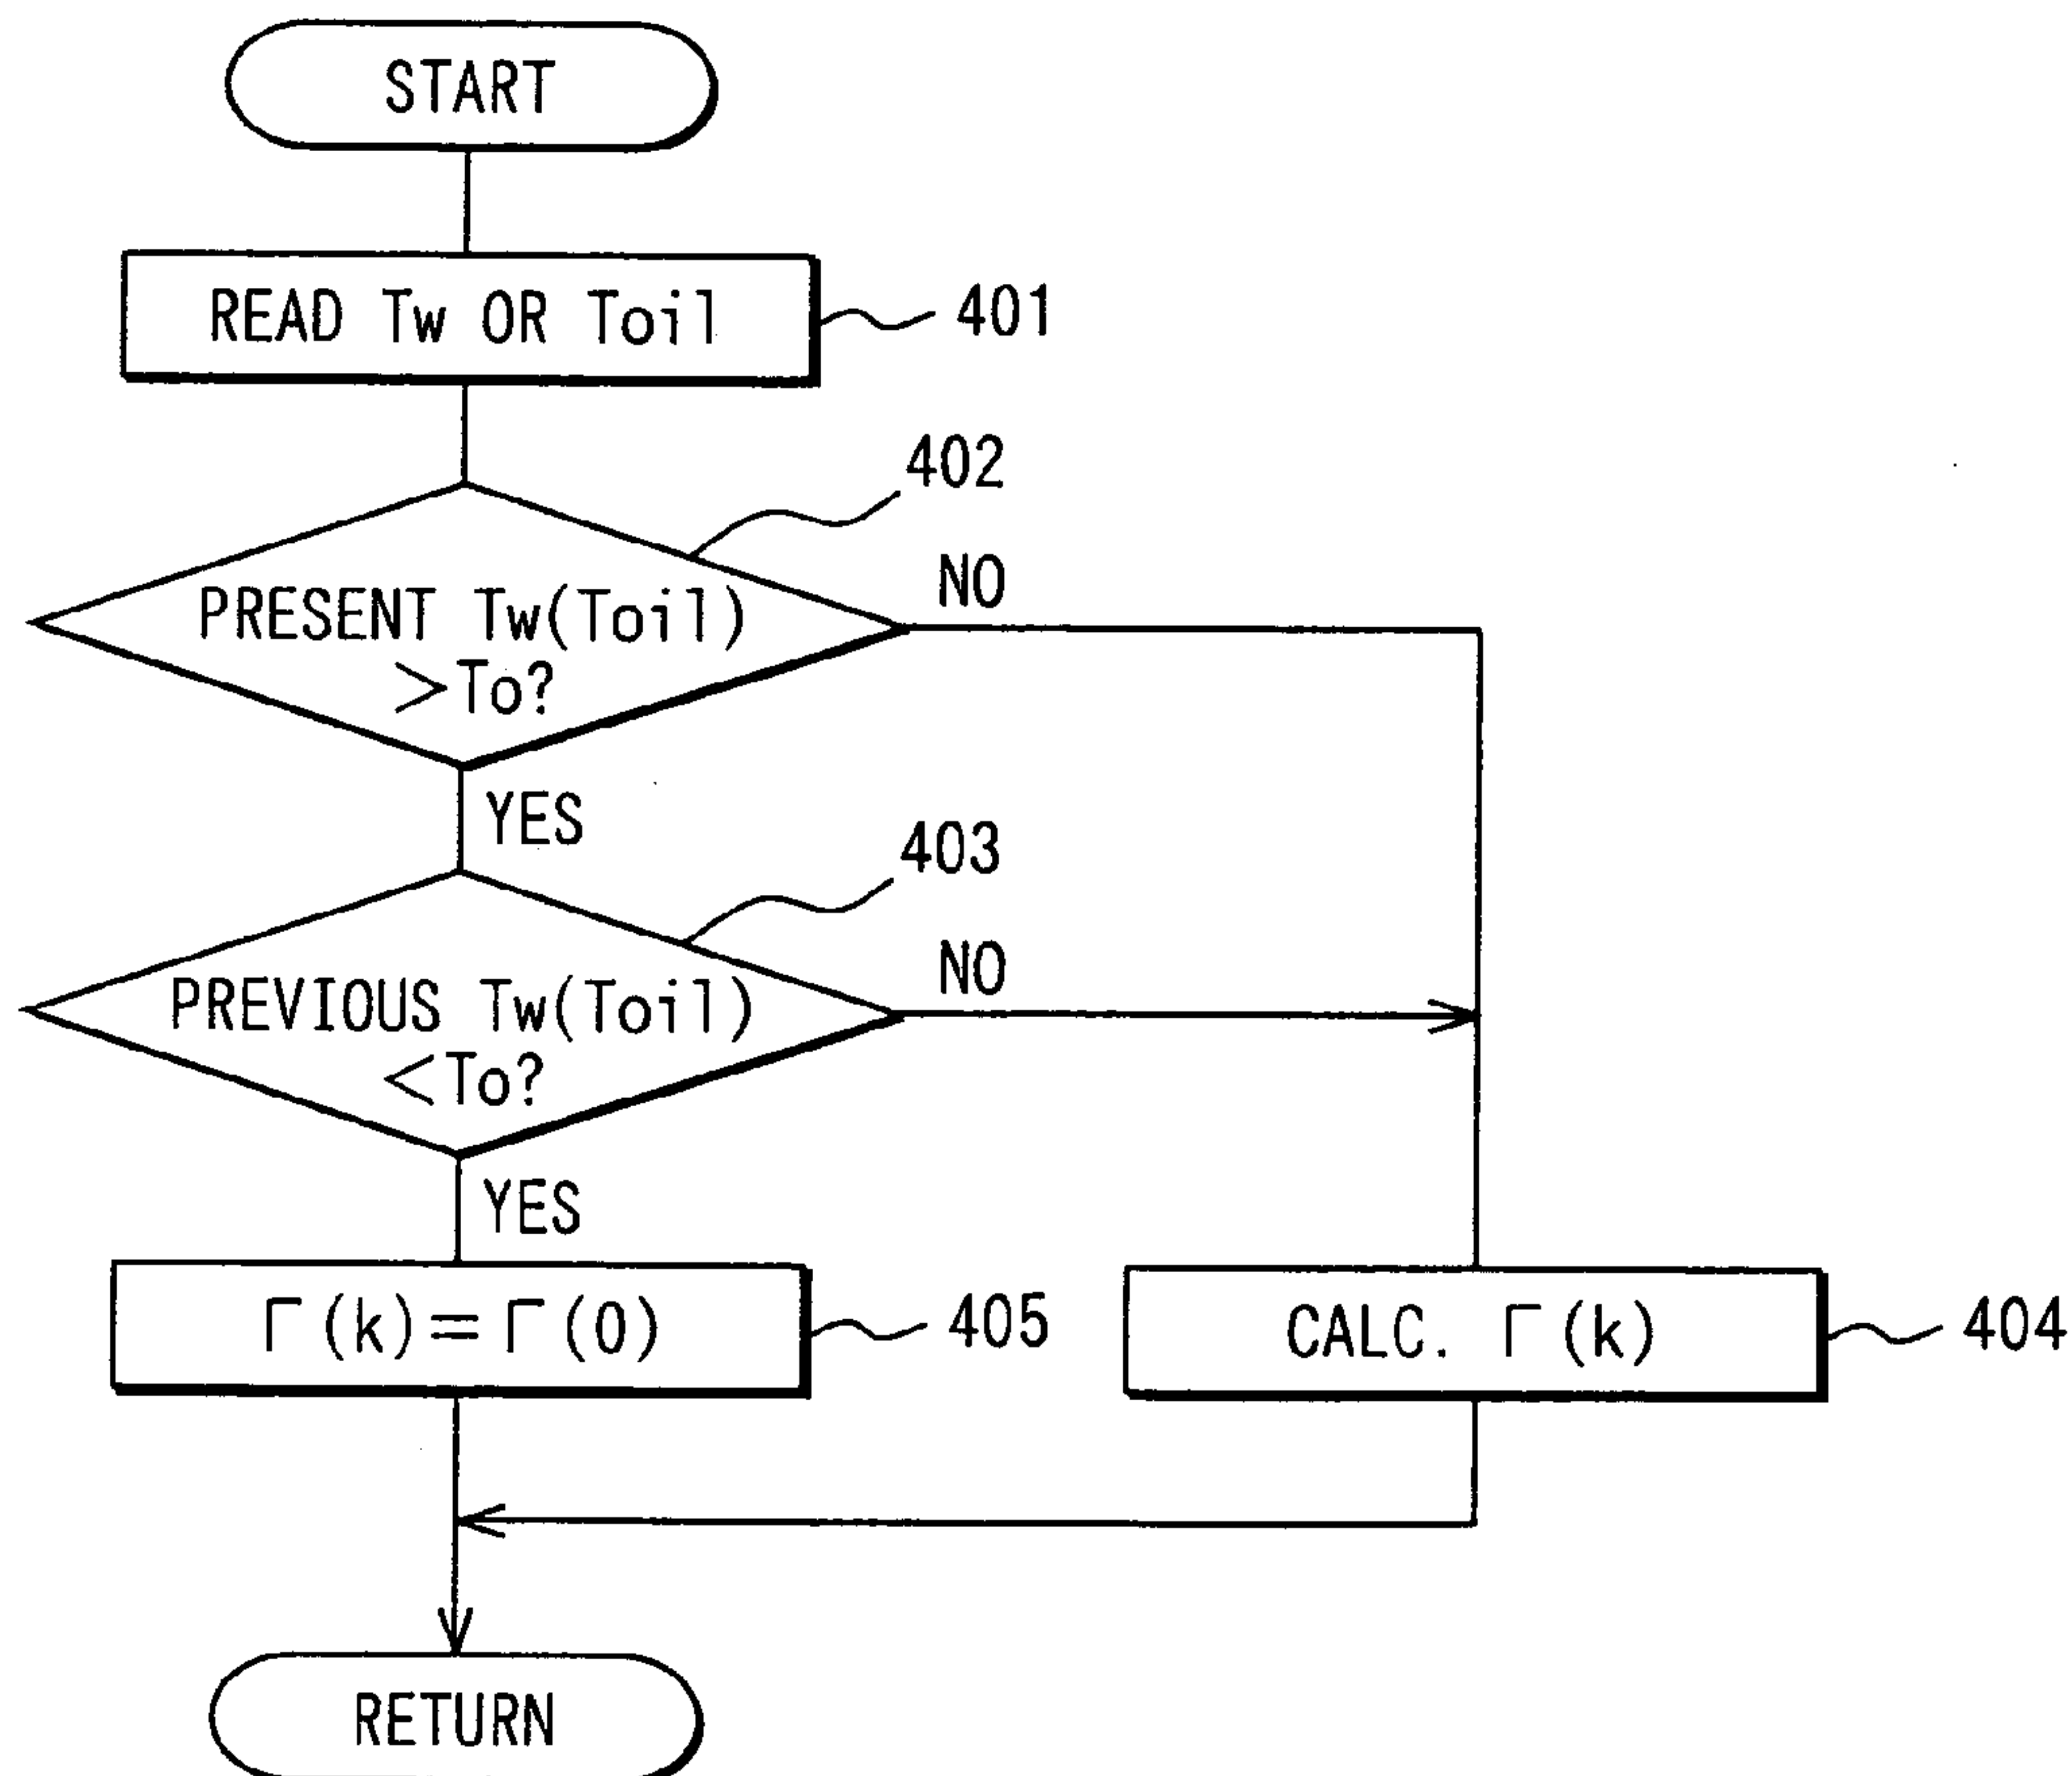 START
READ Tw OR Toil
401
402
PRESENT Tw(Toil)
>To?
NO
YES
403
PREVIOUS Tw(Toil)
<To?
NO
YES
Γ(k)=Γ(0)
405
CALC. Γ(k)
404
RETURN